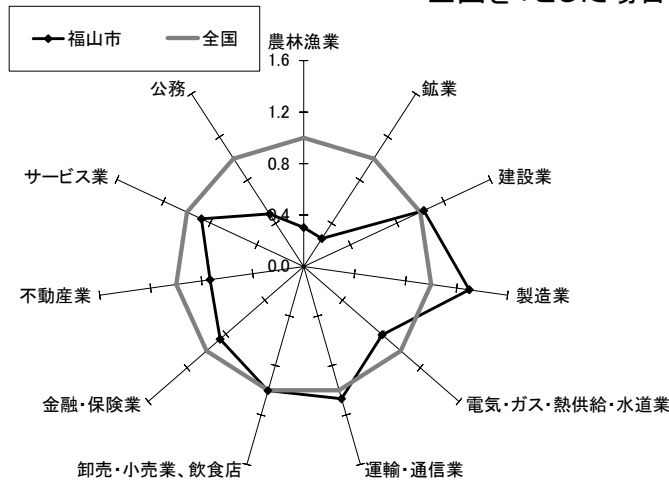 福山市 全国
農林漁業
公務
鉱業
1.6
1.2
サービス業
建設業
0.8
0.4
0.0
不動産業
製造業
金融・保険業
電気・ガス・熱供給・水道業
卸売・小売業、飲食店
運輸・通信業